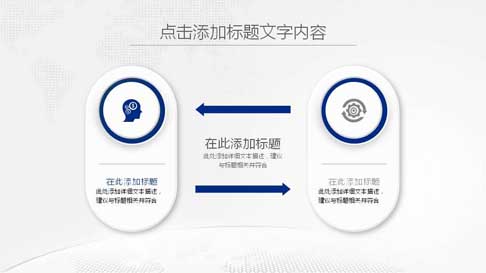 点击添加标题文字内容
在此添加标题
此处添加详细文本描述，建议
与标题相关并符合
在此添加标题
此处添加详细文本描述，
建议与标题相关并符合
在此添加标题
此处添加详细文本描述，
建议与标题相关并符合